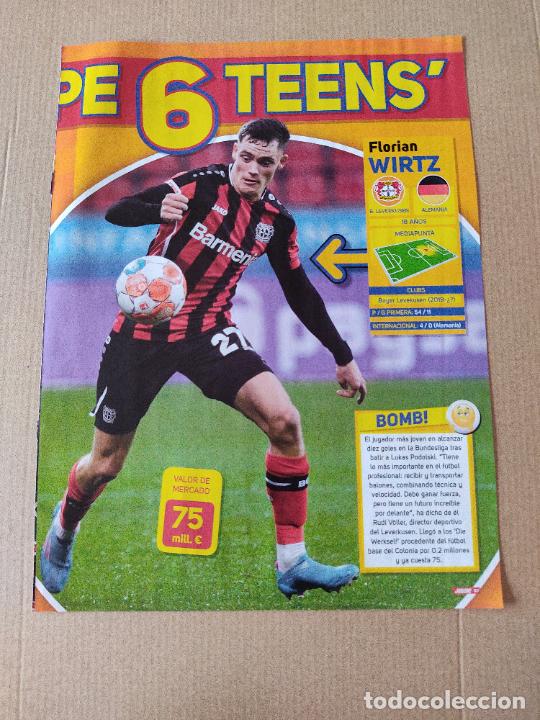 PE 6 TEENS'
Florian
WIRTZ
B. LEVERKUSEN
ALEMANIA
18 AÑOS
MEDIAPUNTA
CLUBS
Bayer Leverkusen (2019-¿?)
P / G PRIMERA: 54 / 11
INTERNACIONAL: 4 / 0 (Alemania)
JAKO
Barmenia
27
BOMB!
El jugador más joven en alcanzar
diez goles en la Bundesliga tras
batir a Lukas Podolski. "Tiene
lo más importante en el fútbol
profesional: recibir y transportar
balones, combinando técnica y
velocidad. Debe ganar fuerza,
pero tiene un futuro increíble
por delante", ha dicho de él
Rudi Völler, director deportivo
del Leverkusen. Llegó a los 'Die
Werkself' procedente del fútbol
base del Colonia por 0,2 millones
y ya cuesta 75.
VALOR DE
MERCADO
75
mill. €
todocoleccion
todocoleccion.net